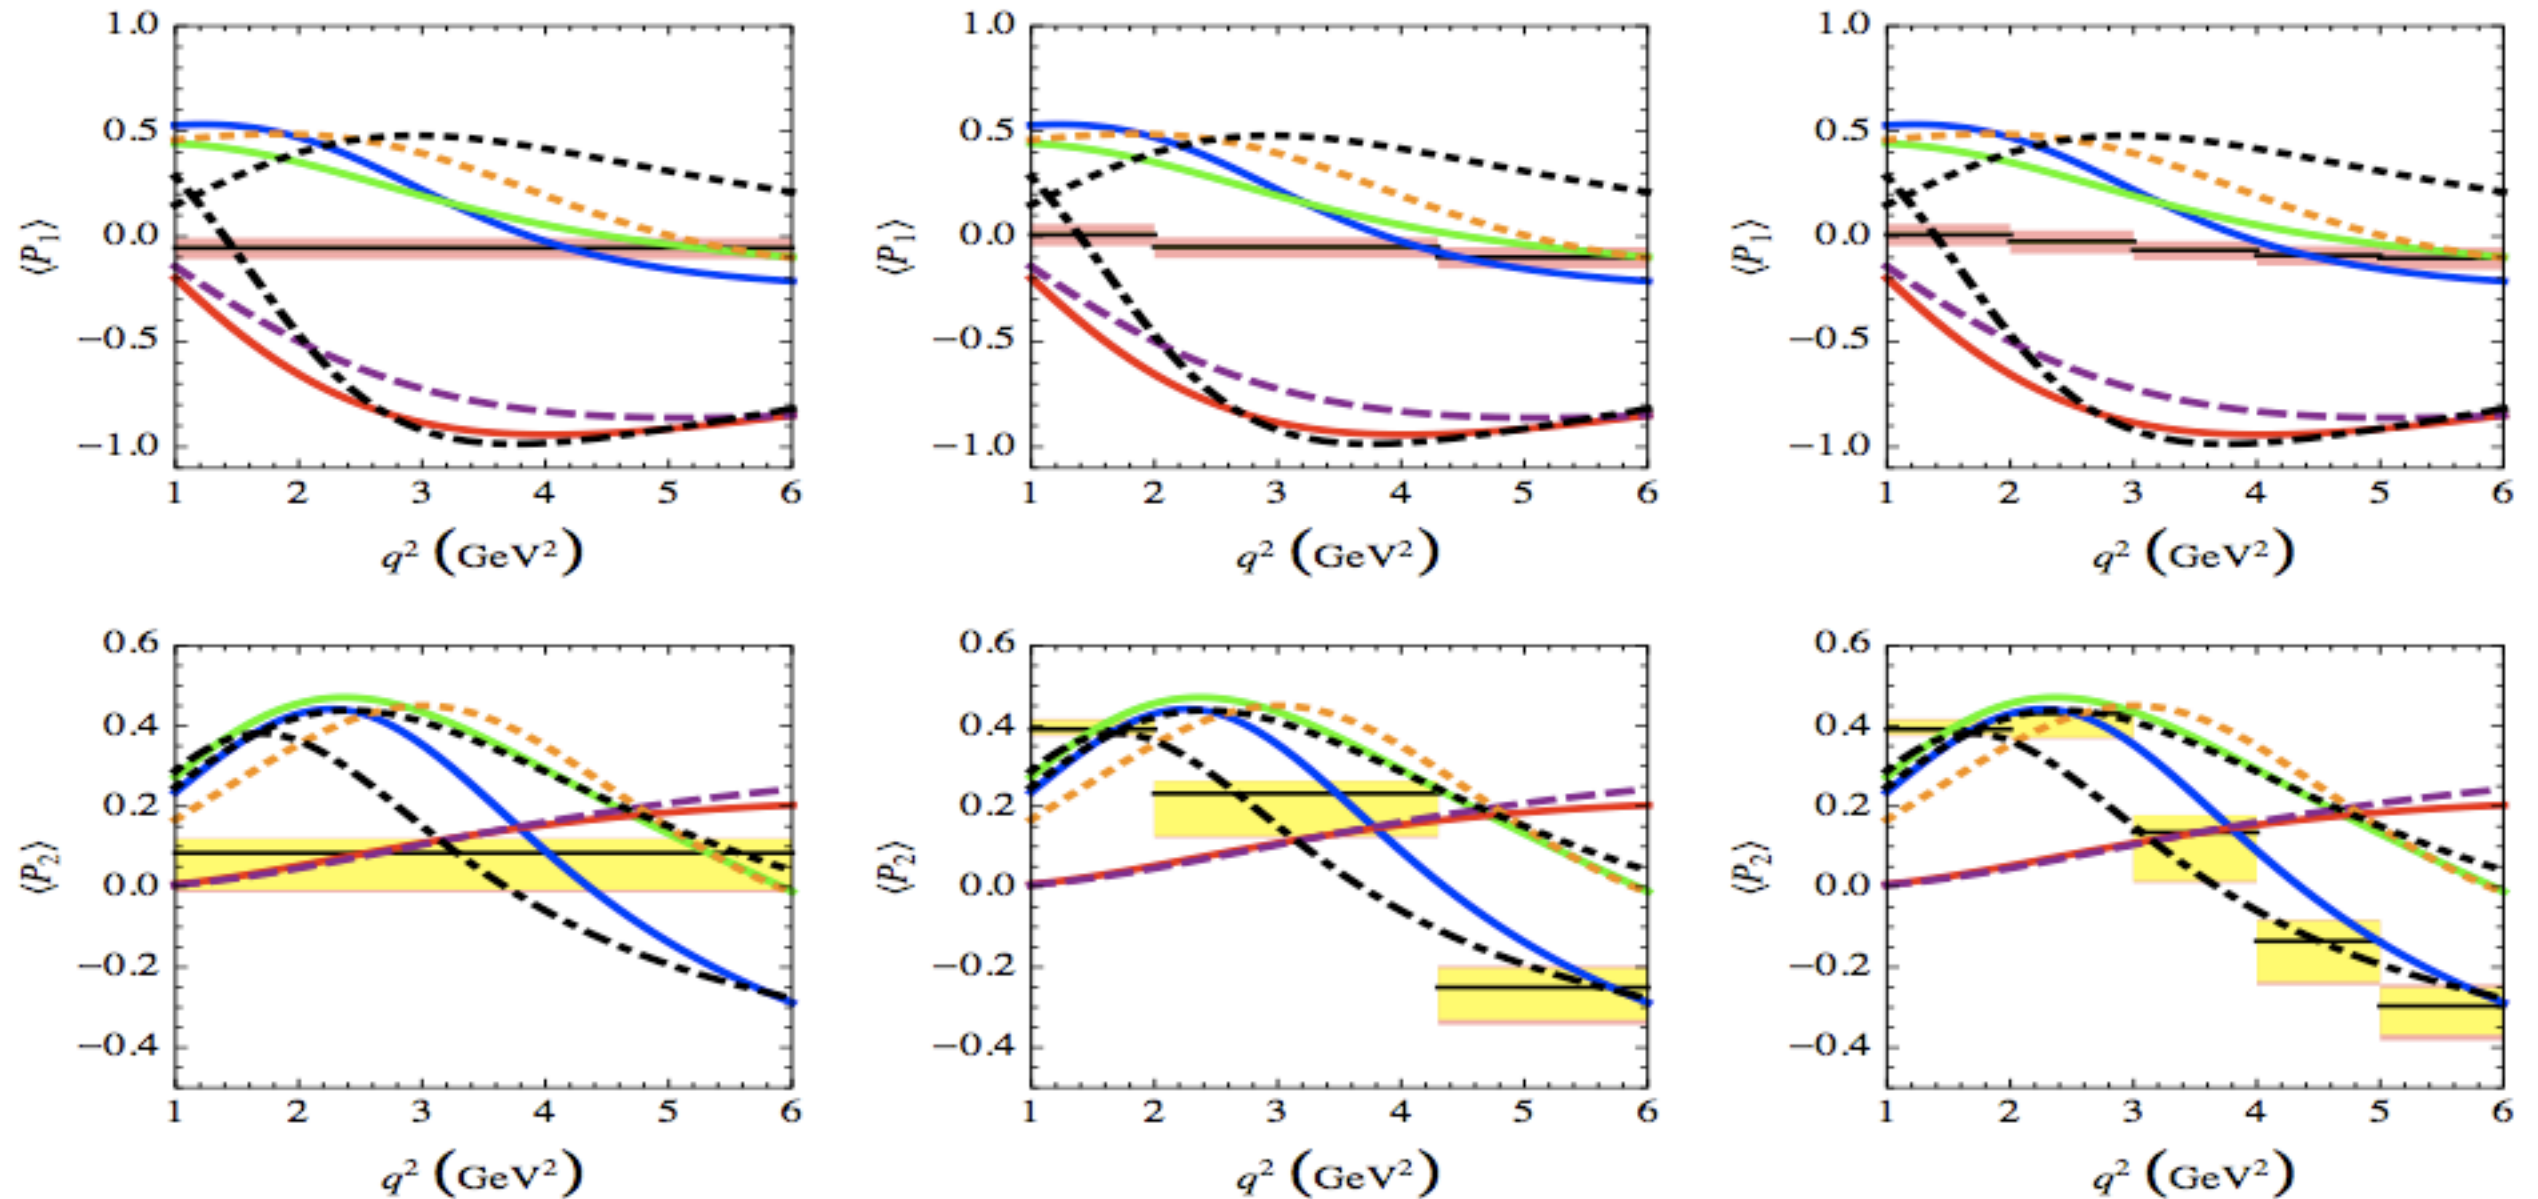 1.0 1.0 1.0
0.5 0.5 0.5
⟨P₁⟩ 0.0 ⟨P₁⟩ 0.0 ⟨P₁⟩ 0.0
−0.5 −0.5 −0.5
−1.0 −1.0 −1.0
1 2 3 4 5 6 1 2 3 4 5 6 1 2 3 4 5 6
q² (GeV²) q² (GeV²) q² (GeV²)
0.6 0.6 0.6
0.4 0.4 0.4
0.2 0.2 0.2
⟨P₂⟩ 0.0 ⟨P₂⟩ 0.0 ⟨P₂⟩ 0.0
−0.2 −0.2 −0.2
−0.4 −0.4 −0.4
1 2 3 4 5 6 1 2 3 4 5 6 1 2 3 4 5 6
q² (GeV²) q² (GeV²) q² (GeV²)